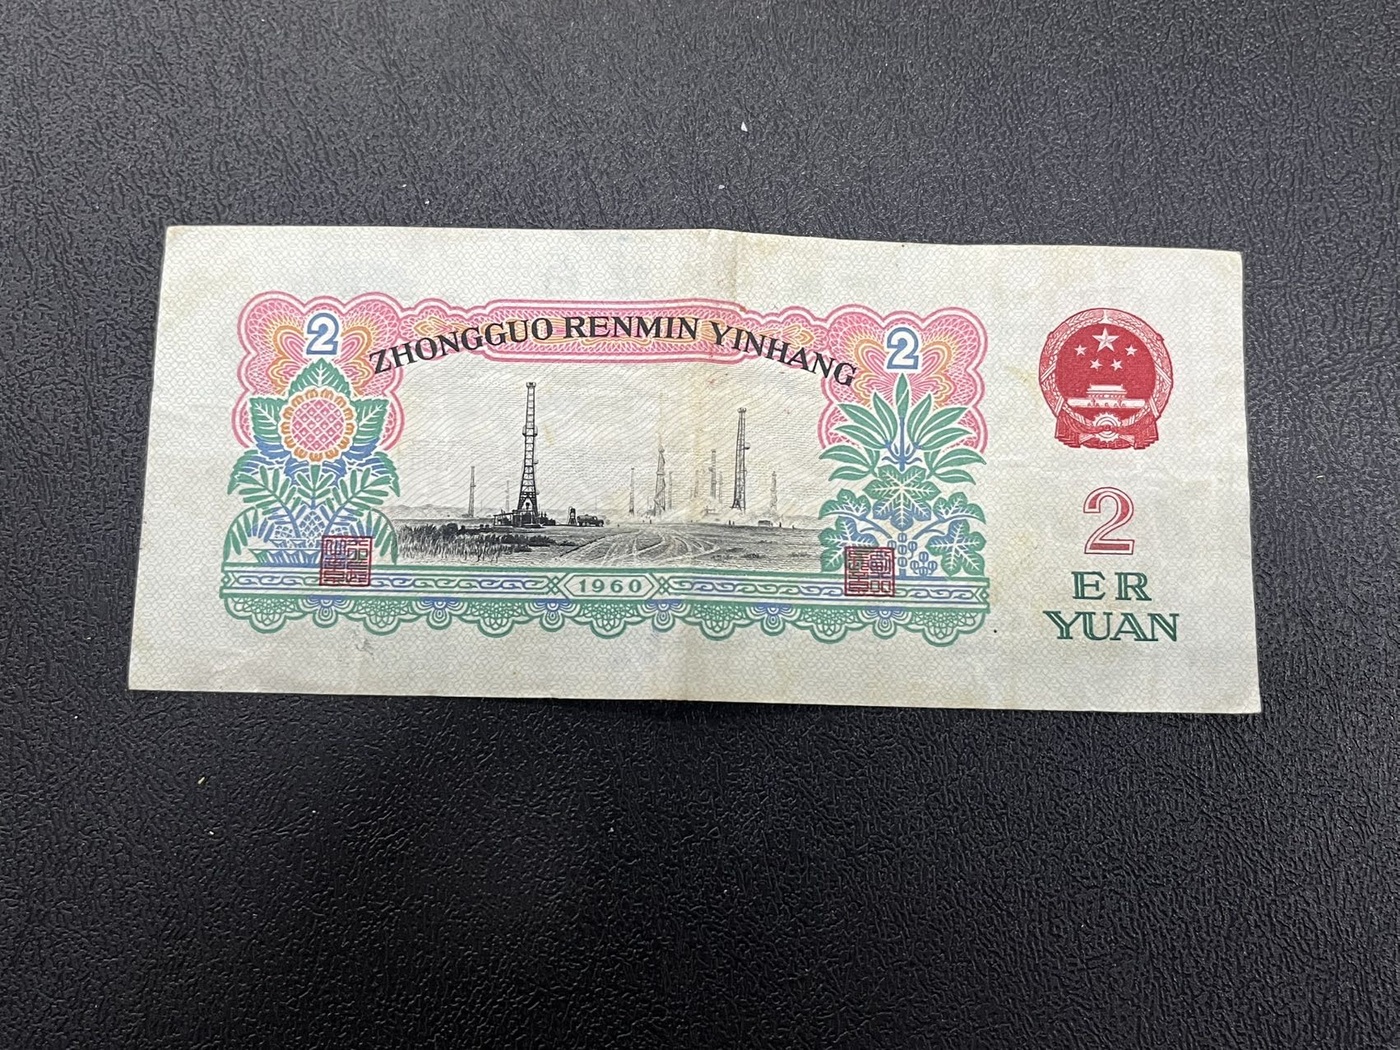 2
ZHONGGUO RENMIN YINHANG
2
1960
2
ER
YUAN